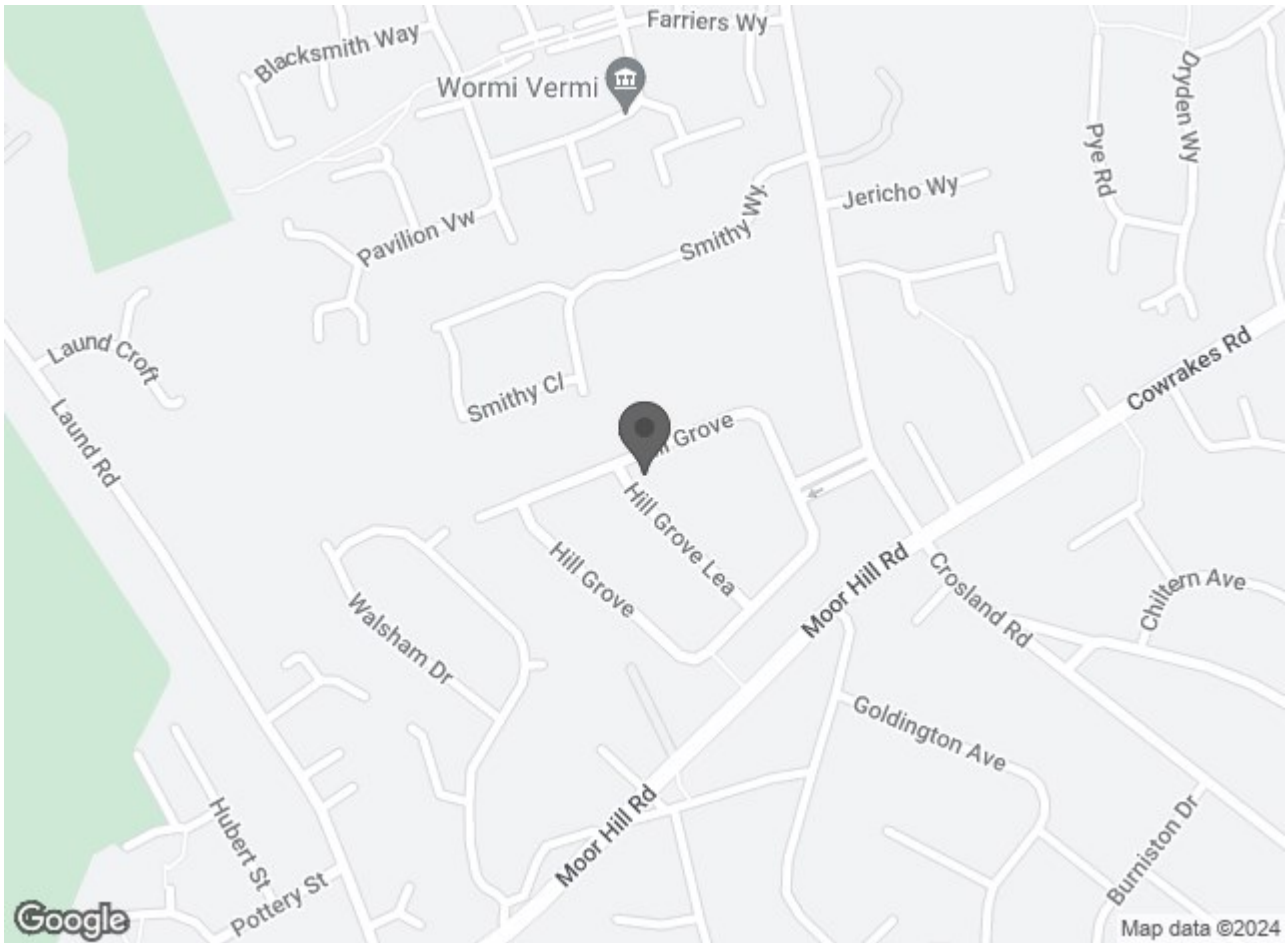 Farriers Wy
Blacksmith Way
Wormi Vermi
Dryden Wy
Pye Rd
Jericho Wy
Smithy Wy
Pavilion Vw
Laund Croft
Cowrakes Rd
Smithy Cl
Laund Rd
Grove
Hill Grove Lea
Hill Grove
Moor Hill Rd
Crosland Rd
Chiltern Ave
Walsham Dr
Goldington Ave
Moor Hill Rd
Hubert St
Burniston Dr
Pottery St
Google
Map data ©2024